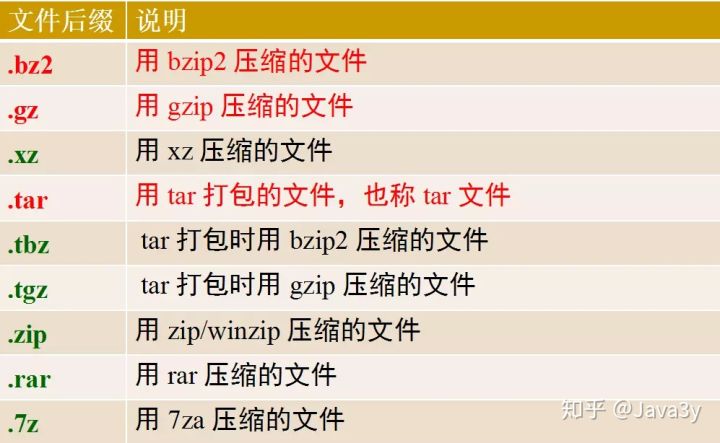 文件后缀 说明
.bz2 用 bzip2 压缩的文件
.gz 用 gzip 压缩的文件
.xz 用 xz 压缩的文件
.tar 用 tar 打包的文件，也称 tar 文件
.tbz tar 打包时用 bzip2 压缩的文件
.tgz tar 打包时用 gzip 压缩的文件
.zip 用 zip/winzip 压缩的文件
.rar 用 rar 压缩的文件
.7z 用 7za 压缩的文件
知乎 @Java3y